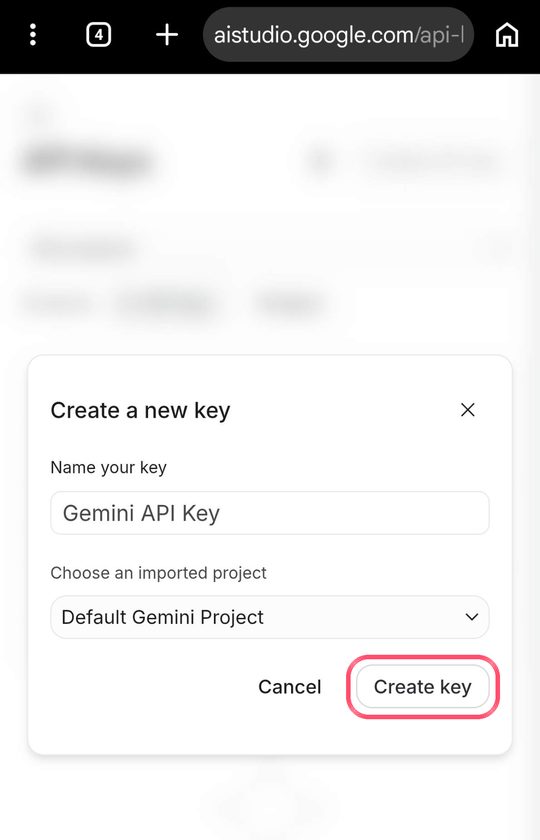 4
aistudio.google.com/api-
Create a new key
Name your key
Gemini API Key
Choose an imported project
Default Gemini Project
Cancel
Create key